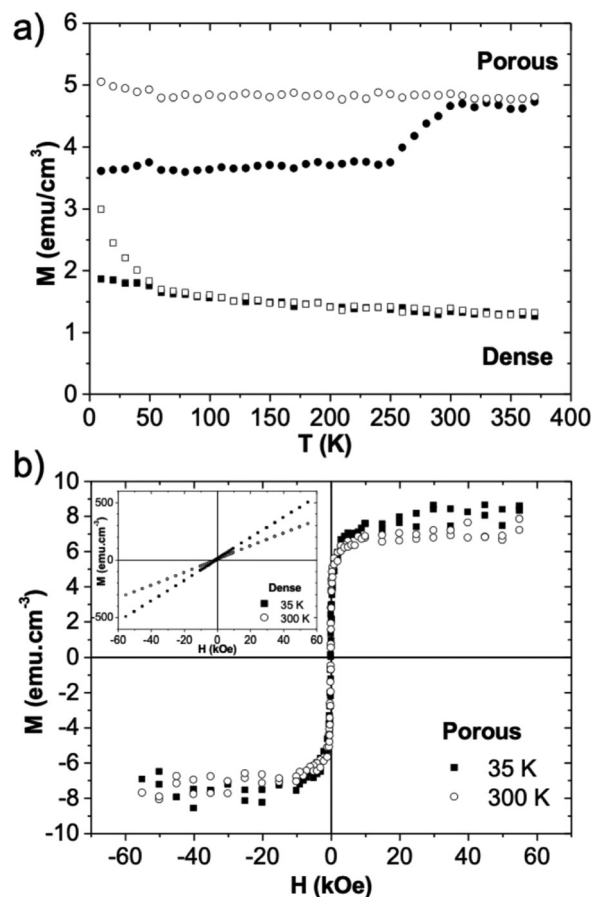 a)
6
5
4
3
2
1
0
M (emu/cm³)
Porous
Dense
0 50 100 150 200 250 300 350 400
T (K)
b)
10
8
6
4
2
0
-2
-4
-6
-8
-10
M (emu.cm⁻³)
500
0
-500
M (emu.cm⁻³)
Dense
35 K
300 K
-60 -40 -20 0 20 40 60
H (kOe)
Porous
35 K
300 K
-60 -40 -20 0 20 40 60
H (kOe)